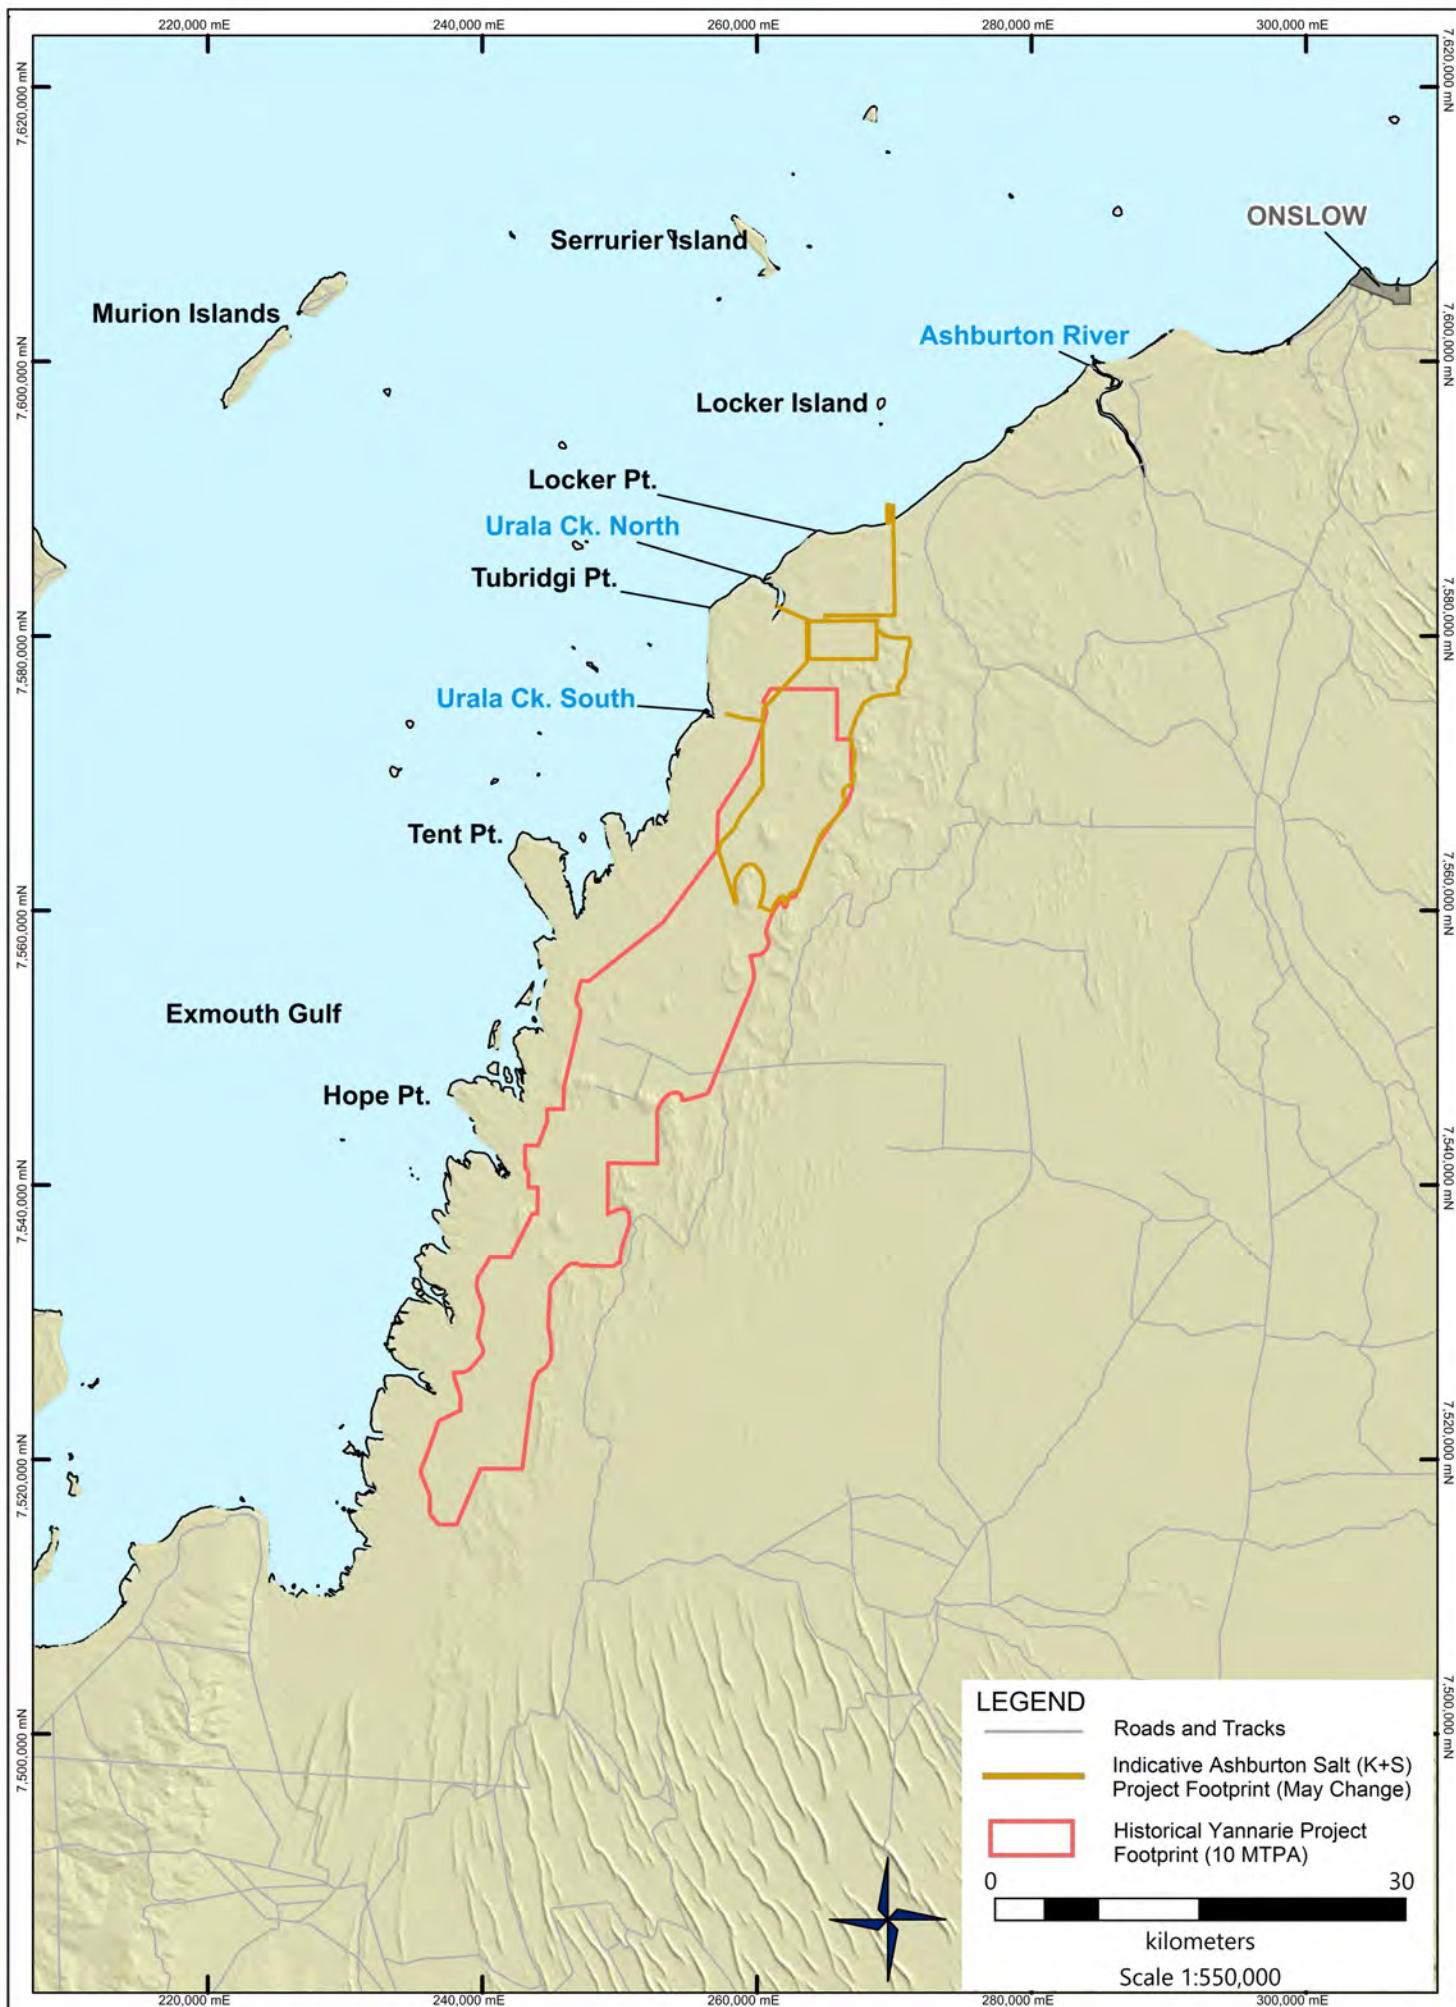 220,000 mE
240,000 mE
260,000 mE
280,000 mE
300,000 mE
7,620,000 mN
7,620,000 mN
ONSLOW
Serrurier Island
Murion Islands
Ashburton River
7,600,000 mN
7,600,000 mN
Locker Island
Locker Pt.
Urala Ck. North
Tubridgi Pt.
7,580,000 mN
7,580,000 mN
Urala Ck. South
Tent Pt.
7,560,000 mN
7,560,000 mN
Exmouth Gulf
Hope Pt.
7,540,000 mN
7,540,000 mN
7,520,000 mN
7,520,000 mN
7,500,000 mN
7,500,000 mN
LEGEND
Roads and Tracks
Indicative Ashburton Salt (K+S)
Project Footprint (May Change)
Historical Yannarie Project
Footprint (10 MTPA)
0 30
kilometers
Scale 1:550,000
220,000 mE
240,000 mE
260,000 mE
280,000 mE
300,000 mE